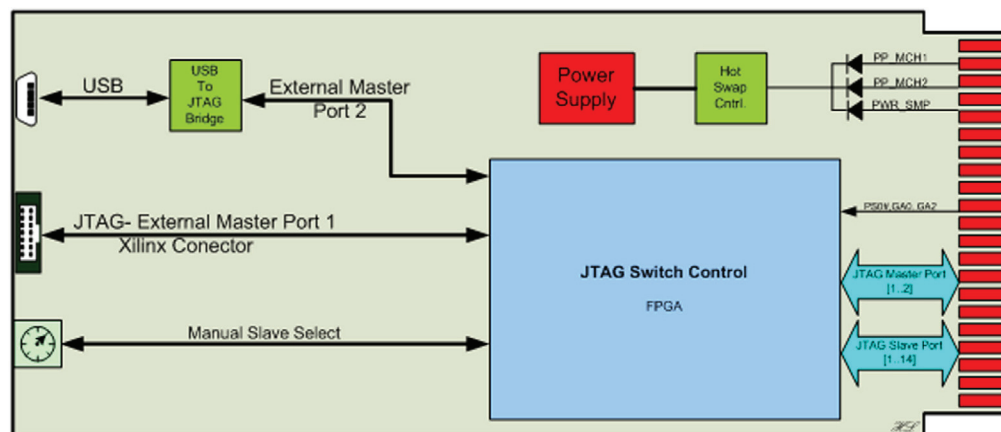 USB
USB
To
JTAG
Bridge
External Master
Port 2
Power
Supply
Hot
Swap
Cntrl.
PP_MCH1
PP_MCH2
PWR_SMP
JTAG- External Master Port 1
Xilinx Conector
PS0#,GA0..GA2
JTAG Switch Control
FPGA
JTAG Master Port
[1..2]
Manual Slave Select
JTAG Slave Port
[1..14]